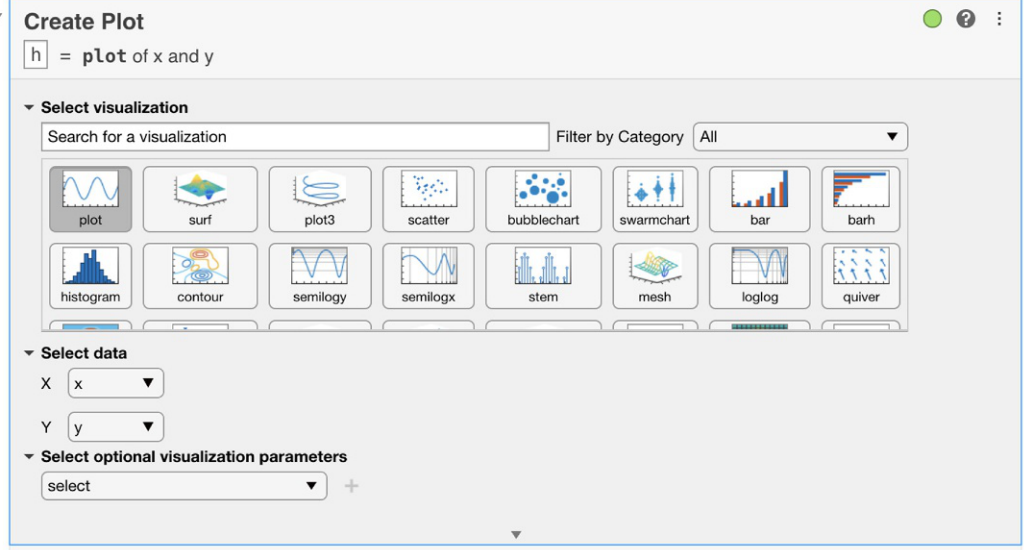 Create Plot
h = plot of x and y
Select visualization
Search for a visualization Filter by Category All
plot surf plot3 scatter bubblechart swarmchart bar barh
histogram contour semilogy semilogx stem mesh loglog quiver
Select data
X x
Y y
Select optional visualization parameters
select +